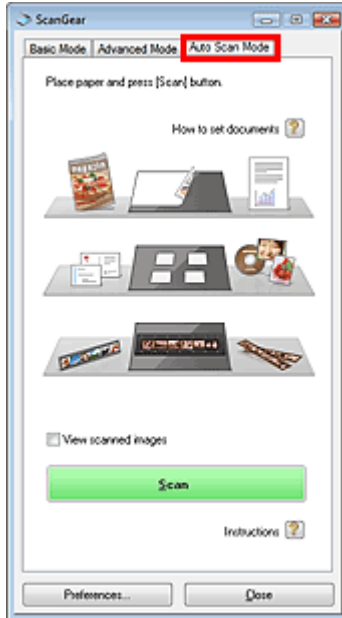 ScanGear
Basic Mode Advanced Mode Auto Scan Mode
Place paper and press [Scan] button.
How to set documents
View scanned images
Scan
Instructions
Preferences... Close